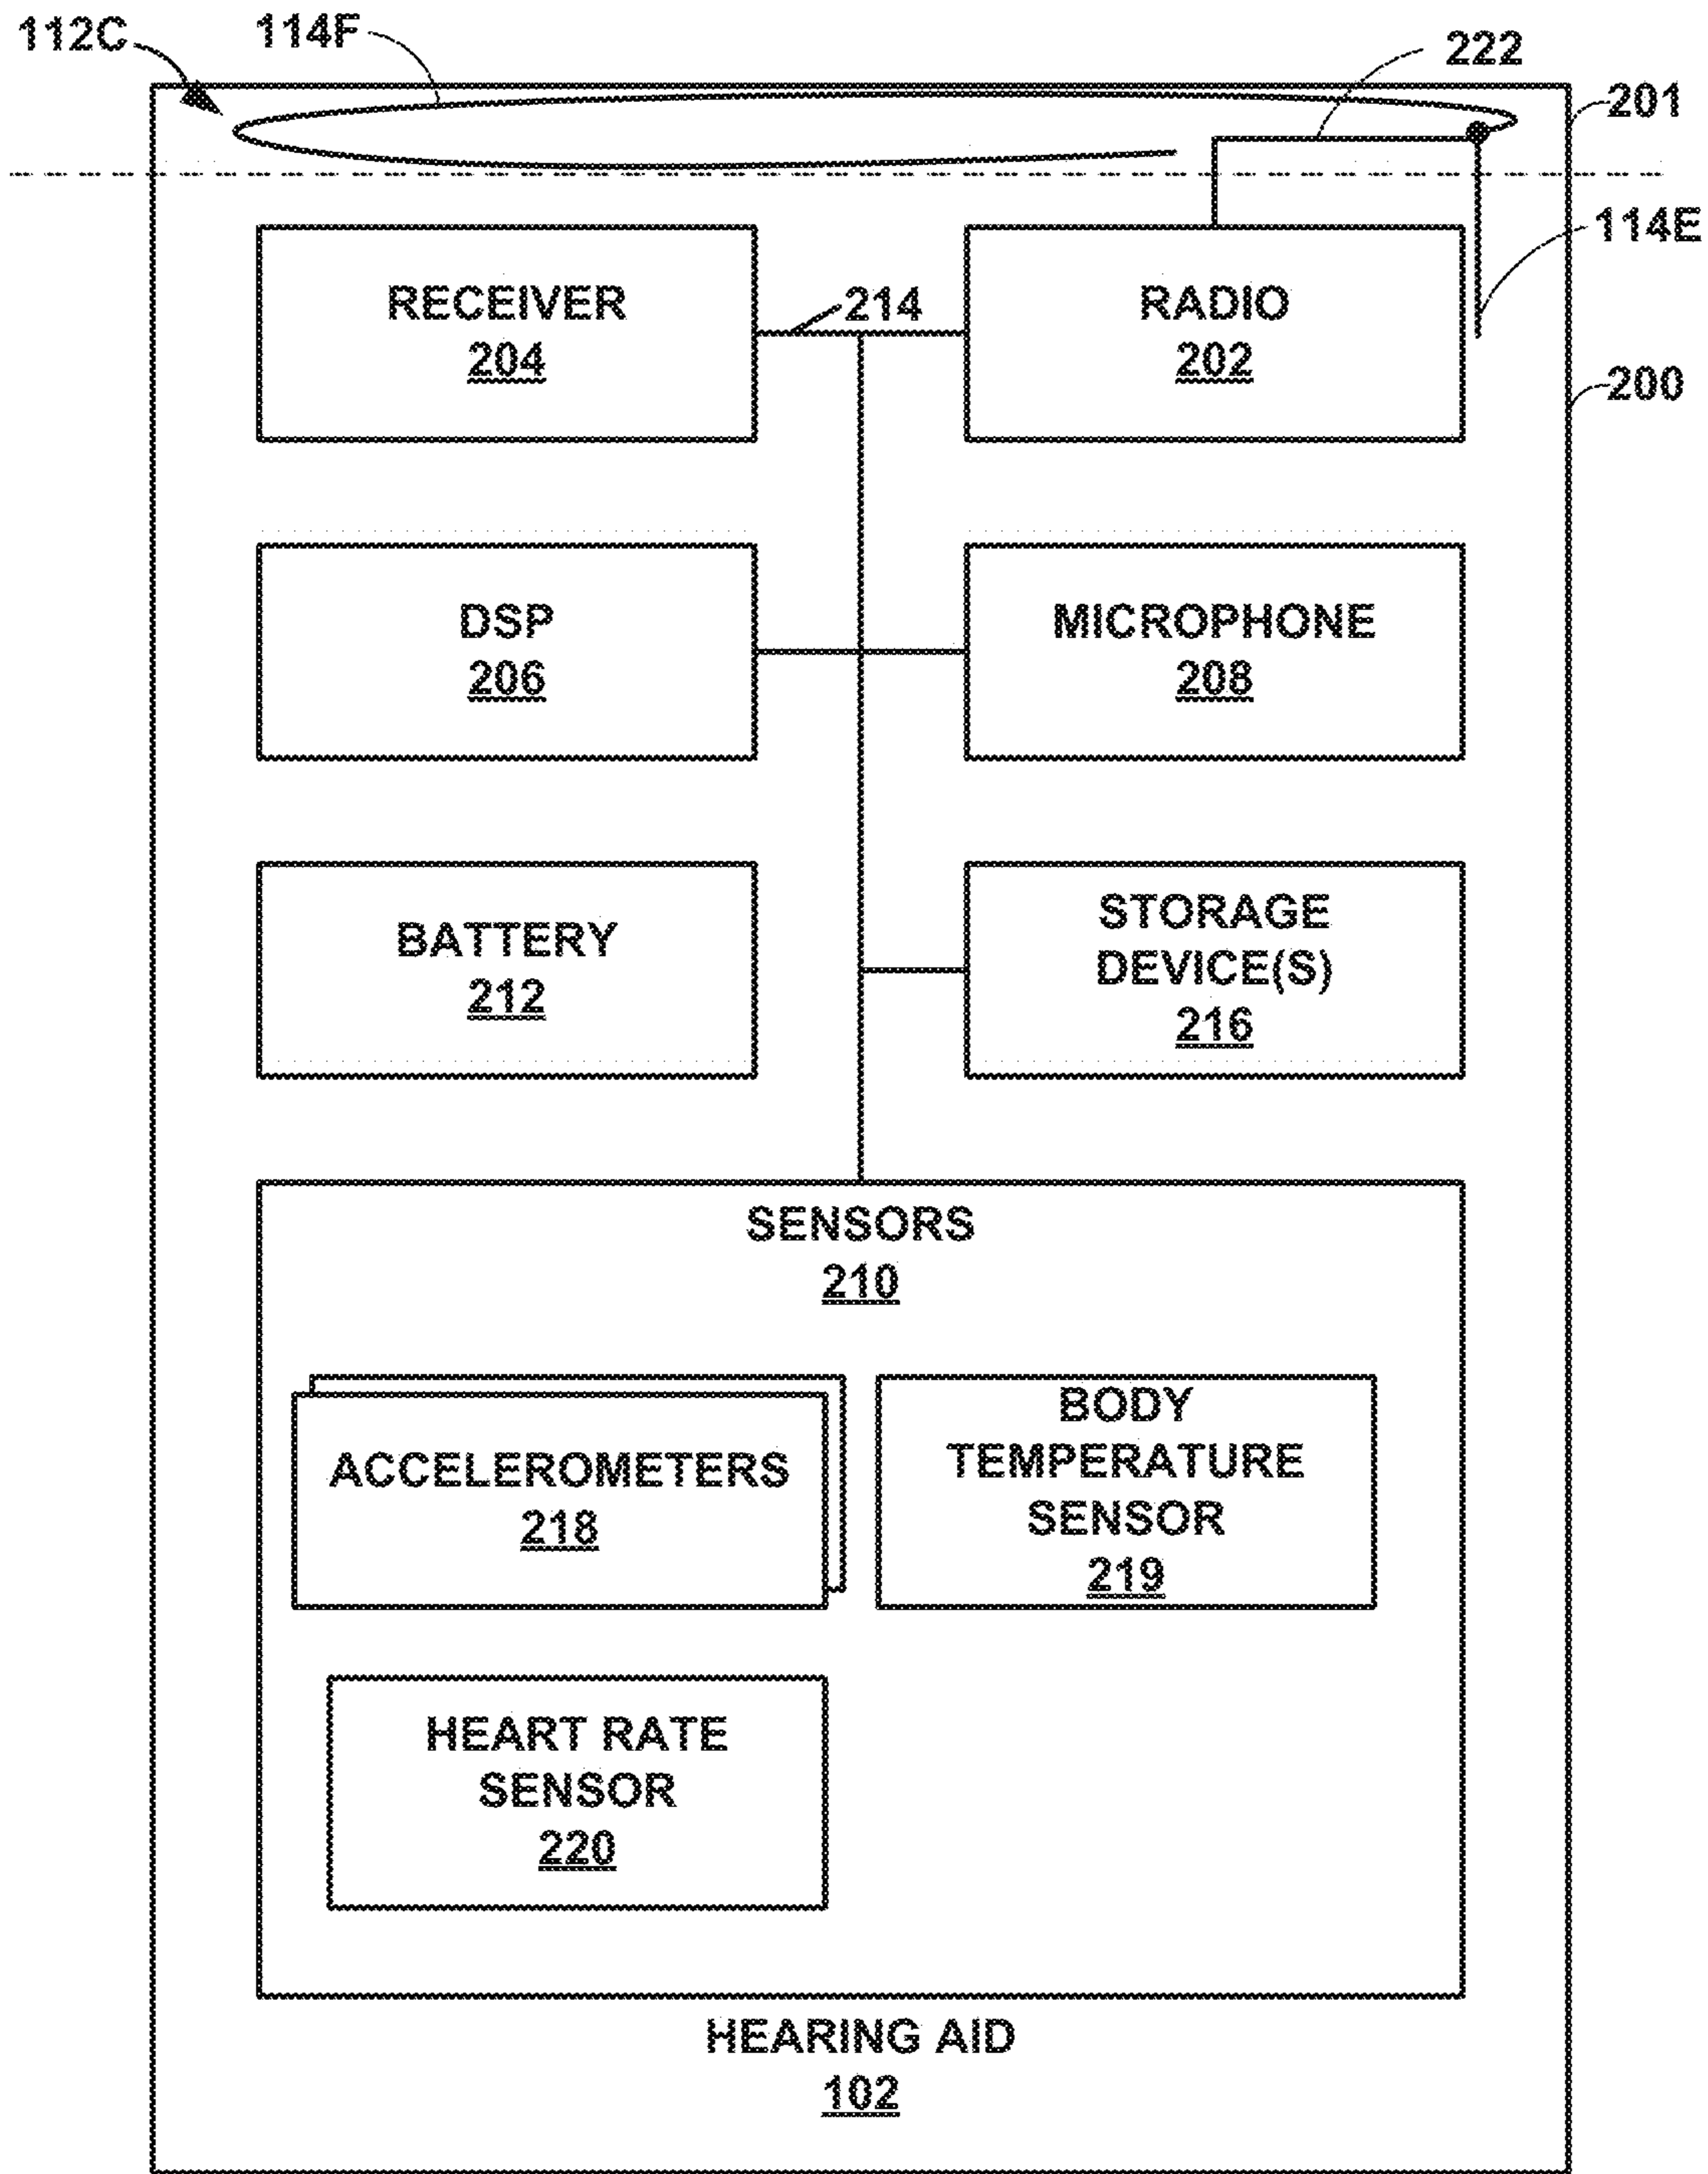 112C
114F
222
201
114E
RECEIVER
204
214
RADIO
202
200
DSP
206
MICROPHONE
208
BATTERY
212
STORAGE
DEVICE(S)
216
SENSORS
210
ACCELEROMETERS
218
BODY
TEMPERATURE
SENSOR
219
HEART RATE
SENSOR
220
HEARING AID
102